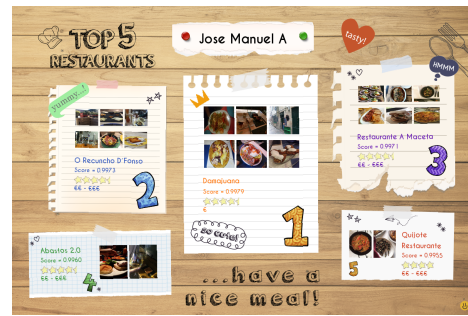 TOP 5
RESTAURANTS
Jose Manuel A
tasty!
HMMM
yummy...!
O Recuncho D'Fonso
Score = 0.9973
€€ - €€€
2
Damajuana
Score = 0.9979
€
so cute!
1
Restaurante A Maceta
Score = 0.9971
€€ - €€€
3
Abastos 2.0
Score = 0.9960
€€ - €€€
4
Quijote
Restaurante
Score = 0.9955
€€ - €€€
5
...have a
nice meal!